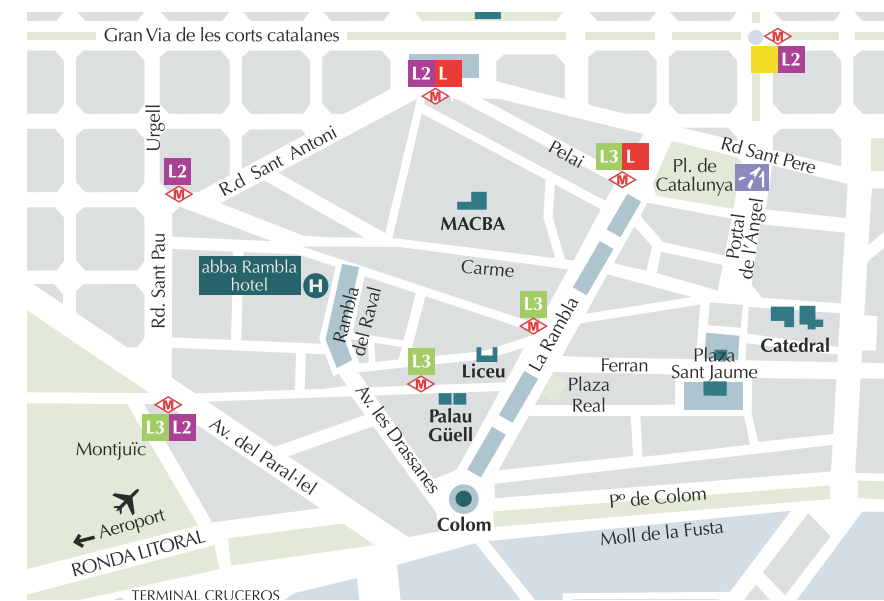 Gran Via de les corts catalanes
M
L2
L2 L
M
Urgell
R.d Sant Antoni
Pelai
L3 L
M
Rd Sant Pere
Pl. de
Catalunya
L2
M
MACBA
Portal
de l'Angel
Rd. Sant Pau
abba Rambla
hotel
H
Carme
Rambla
del Raval
L3
M
La Rambla
Catedral
L3
M
Liceu
Ferran
Plaza
Sant Jaume
Plaza
Real
Palau
Güell
Av. les Drassanes
M
L3 L2
Montjuïc
Av. del Paral·lel
Aeroport
Colom
Pº de Colom
Moll de la Fusta
RONDA LITORAL
TERMINAL CRUCEROS